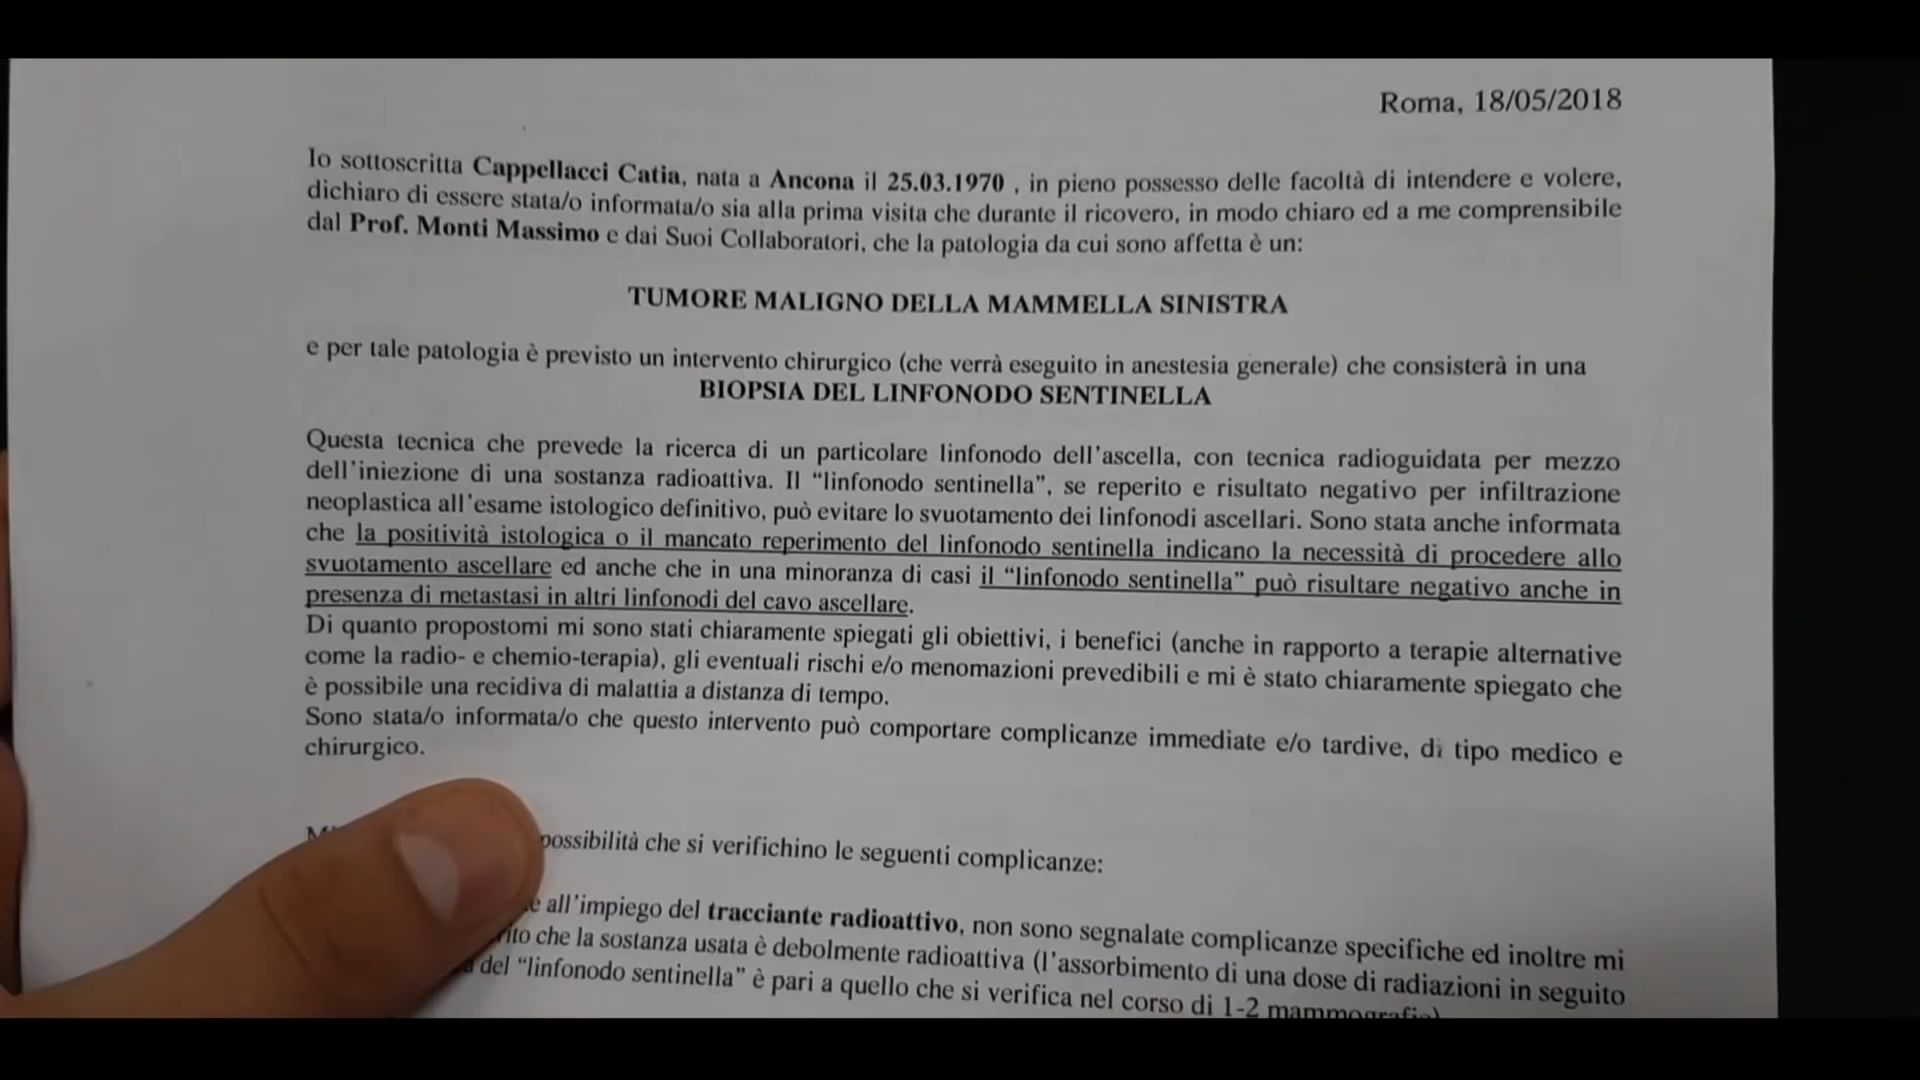 Roma, 18/05/2018
Io sottoscritta Cappellacci Catia, nata a Ancona il 25.03.1970 , in pieno possesso delle facoltà di intendere e volere,
dichiaro di essere stata/o informata/o sia alla prima visita che durante il ricovero, in modo chiaro ed a me comprensibile
dal Prof. Monti Massimo e dai Suoi Collaboratori, che la patologia da cui sono affetta è un:
TUMORE MALIGNO DELLA MAMMELLA SINISTRA
e per tale patologia è previsto un intervento chirurgico (che verrà eseguito in anestesia generale) che consisterà in una
BIOPSIA DEL LINFONODO SENTINELLA
Questa tecnica che prevede la ricerca di un particolare linfonodo dell'ascella, con tecnica radioguidata per mezzo
dell'iniezione di una sostanza radioattiva. Il “linfonodo sentinella”, se reperito e risultato negativo per infiltrazione
neoplastica all'esame istologico definitivo, può evitare lo svuotamento dei linfonodi ascellari. Sono stata anche informata
che la positività istologica o il mancato reperimento del linfonodo sentinella indicano la necessità di procedere allo
svuotamento ascellare ed anche che in una minoranza di casi il “linfonodo sentinella” può risultare negativo anche in
presenza di metastasi in altri linfonodi del cavo ascellare.
Di quanto propostomi mi sono stati chiaramente spiegati gli obiettivi, i benefici (anche in rapporto a terapie alternative
come la radio- e chemio-terapia), gli eventuali rischi e/o menomazioni prevedibili e mi è stato chiaramente spiegato che
è possibile una recidiva di malattia a distanza di tempo.
Sono stata/o informata/o che questo intervento può comportare complicanze immediate e/o tardive, di tipo medico e
chirurgico.
possibilità che si verifichino le seguenti complicanze:
all'impiego del tracciante radioattivo, non sono segnalate complicanze specifiche ed inoltre mi
che la sostanza usata è debolmente radioattiva (l'assorbimento di una dose di radiazioni in seguito
del “linfonodo sentinella” è pari a quello che si verifica nel corso di 1-2 mammografie)